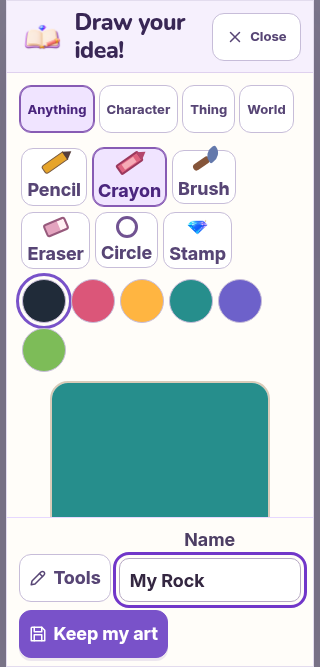 Draw your
idea!
Close
Anything
Character
Thing
World
Pencil
Crayon
Brush
Eraser
Circle
Stamp
Name
Tools
My Rock
Keep my art